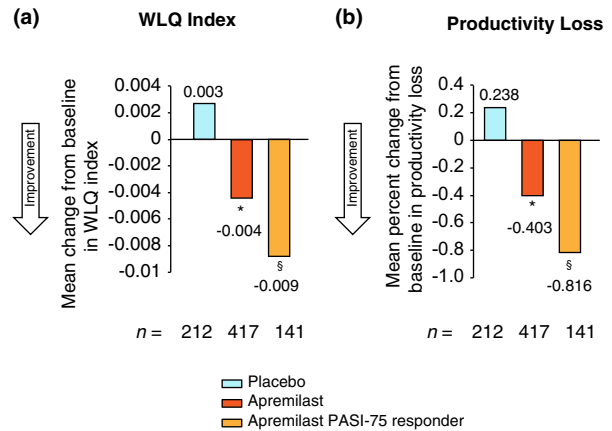 (a)
WLQ Index
Improvement
Mean change from baseline
in WLQ index
0.004
0.002
0
-0.002
-0.004
-0.006
-0.008
-0.01
0.003
*
-0.004
§
-0.009
n = 212 417 141
(b)
Productivity Loss
Improvement
Mean percent change from
baseline in productivity loss
0.4
0.2
0
-0.2
-0.4
-0.6
-0.8
-1.0
0.238
*
-0.403
§
-0.816
n = 212 417 141
Placebo
Apremilast
Apremilast PASI-75 responder